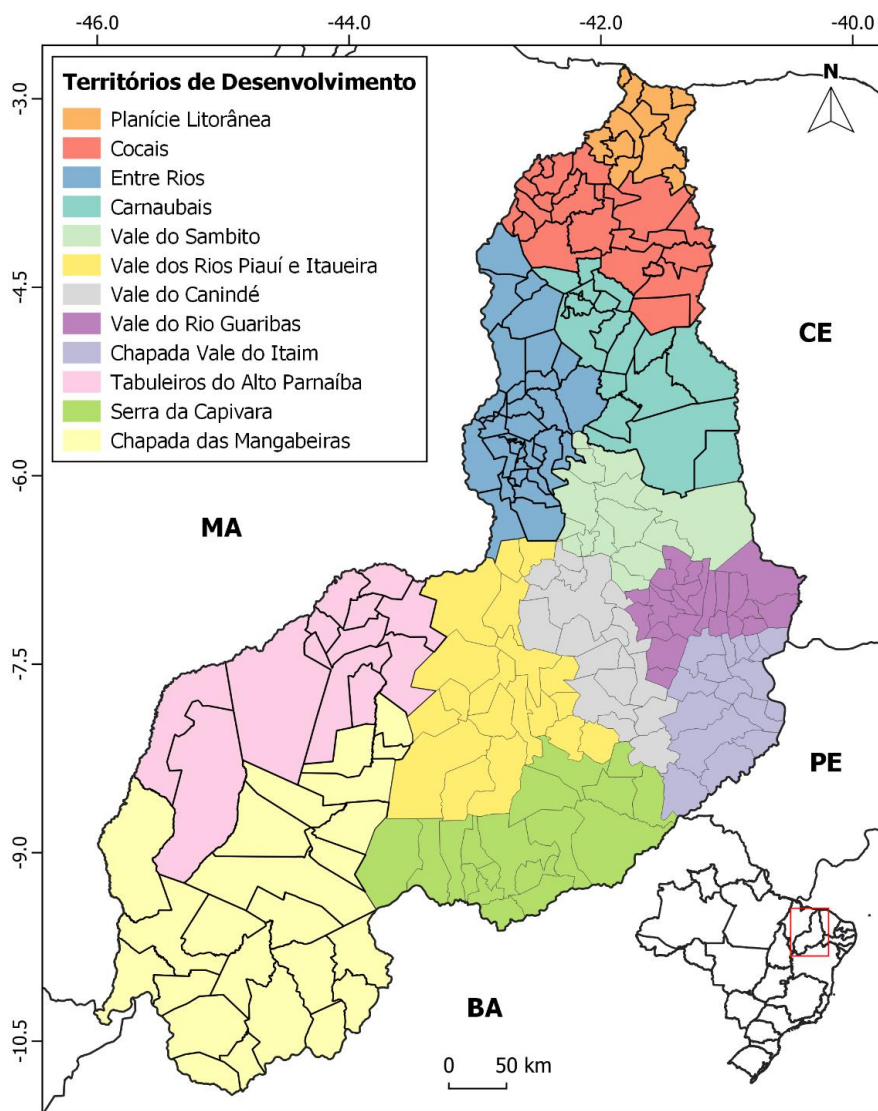 -46.0 -44.0 -42.0 -40.0
Territórios de Desenvolvimento
Planície Litorânea
Cocais
Entre Rios
Carnaubais
Vale do Sambito
Vale dos Rios Piauí e Itaueira
Vale do Canindé
Vale do Rio Guaribas
Chapada Vale do Itaim
Tabuleiros do Alto Parnaíba
Serra da Capivara
Chapada das Mangabeiras
N
-3.0
-4.5
-6.0
-7.5
-9.0
-10.5
CE
MA
PE
BA
0 50 km